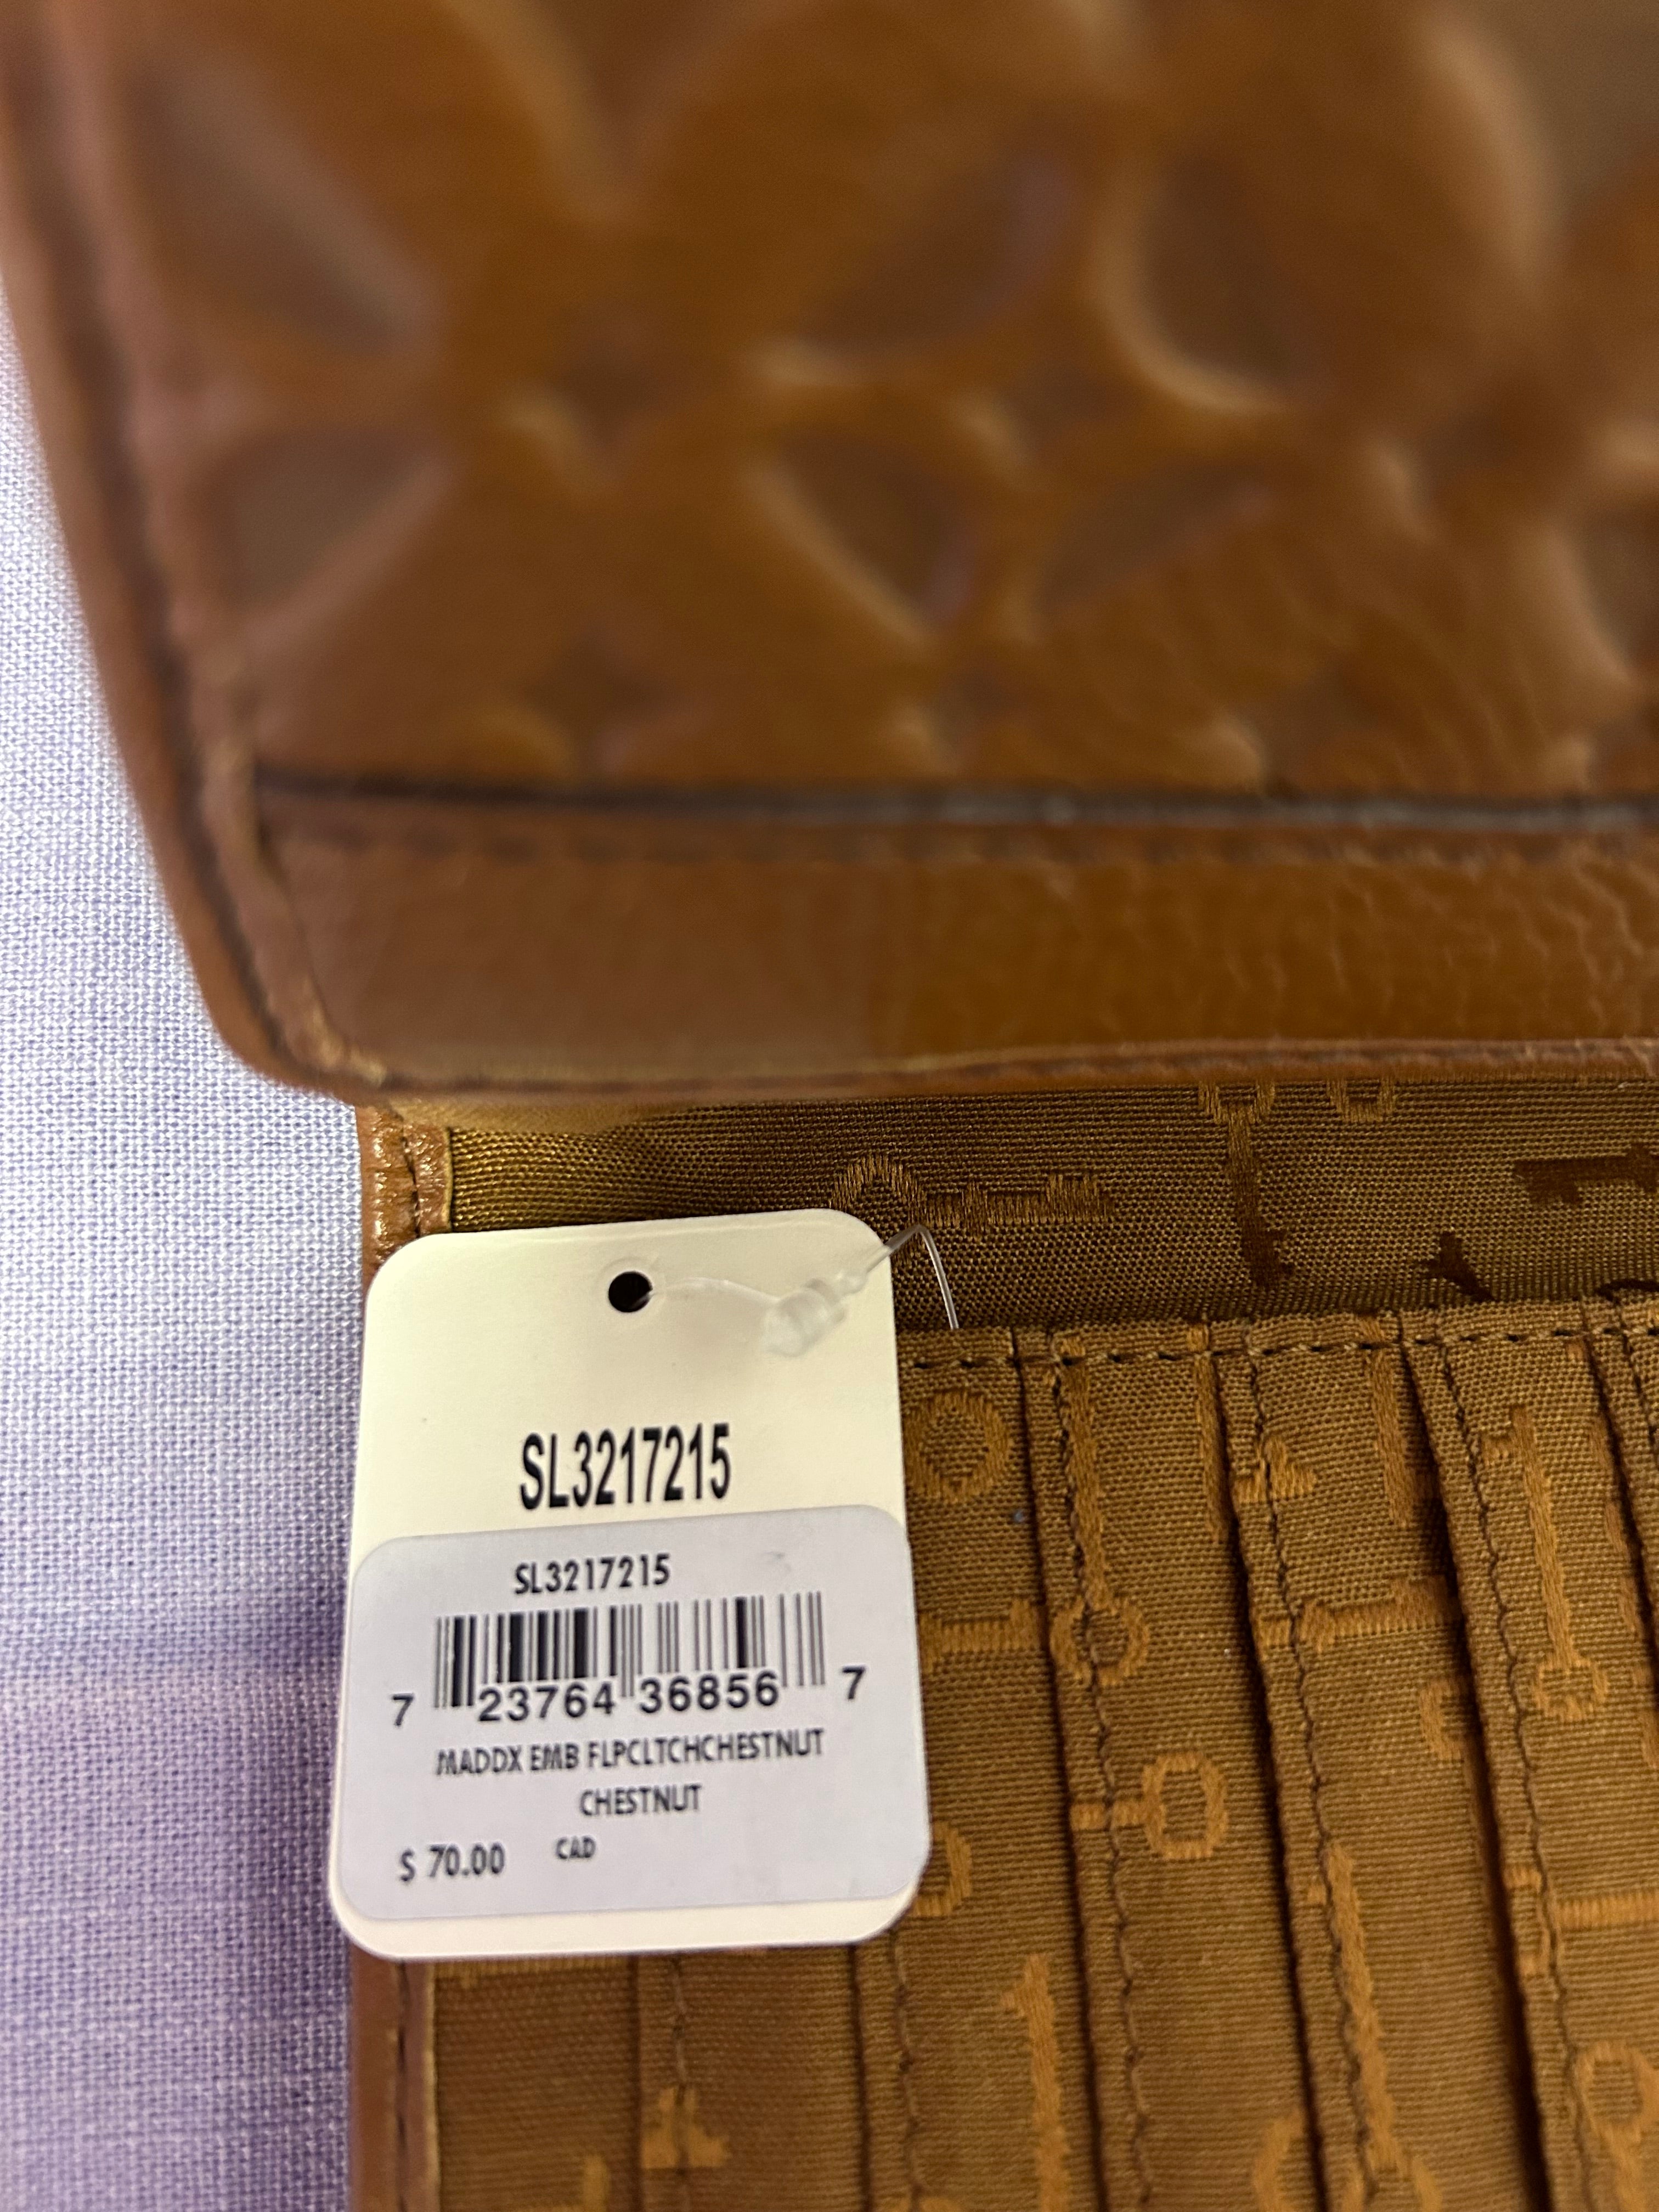 SL3217215
SL3217215
7 23764 36856 7
MADDX EMB FLPCLTCHCHESTNUT
CHESTNUT
$ 70.00 CAD